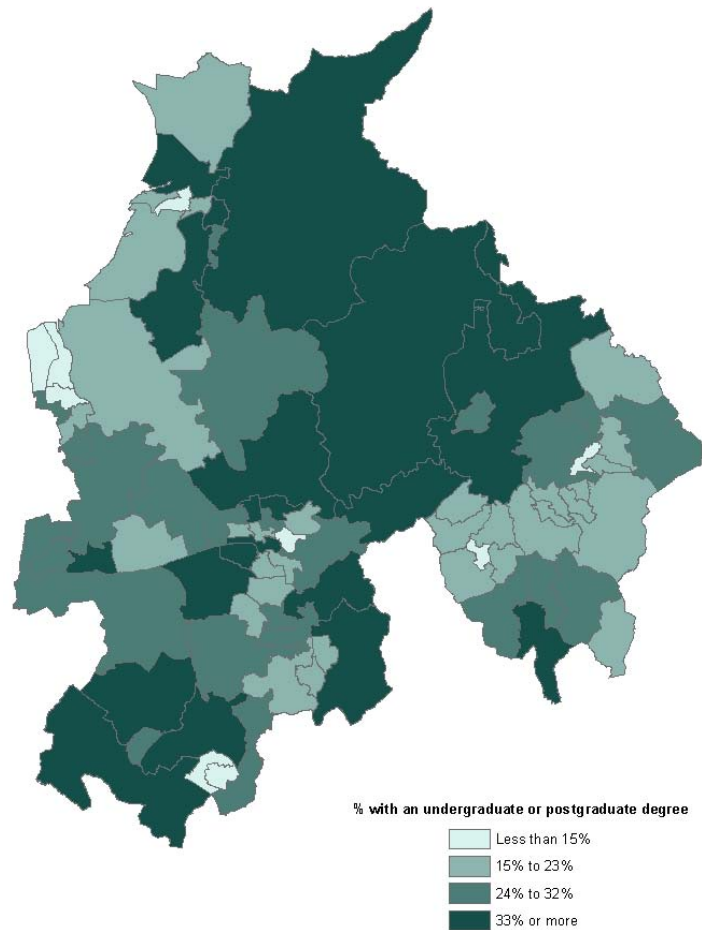 % with an undergraduate or postgraduate degree
Less than 15%
15% to 23%
24% to 32%
33% or more